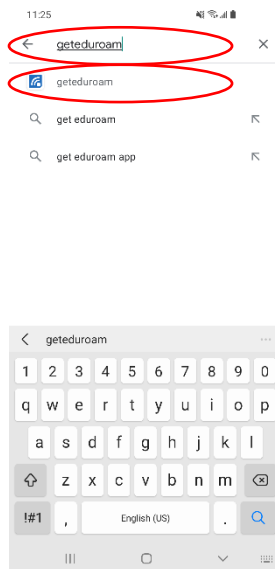 11:25
geteduroam
geteduroam
get eduroam
get eduroam app
geteduroam
1 2 3 4 5 6 7 8 9 0
q w e r t y u i o p
a s d f g h j k l
z x c v b n m
!#1 , English (US) .